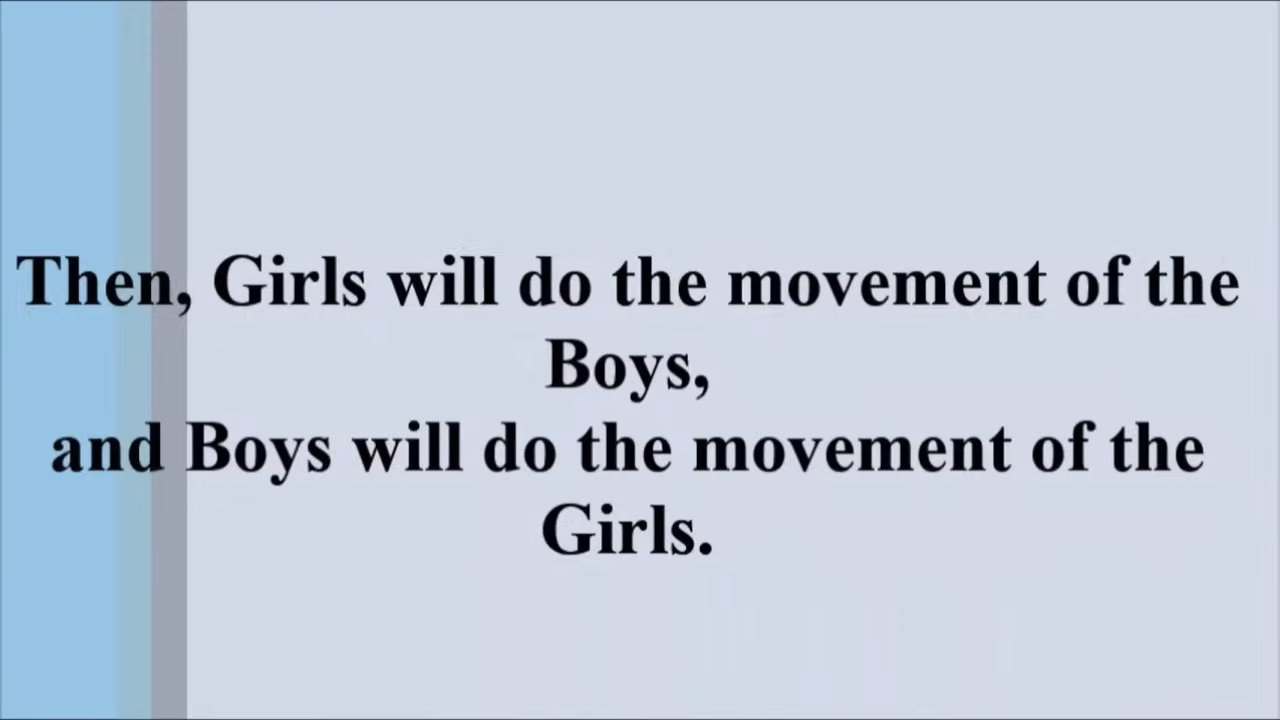 Then, Girls will do the movement of the
Boys,
and Boys will do the movement of the
Girls.